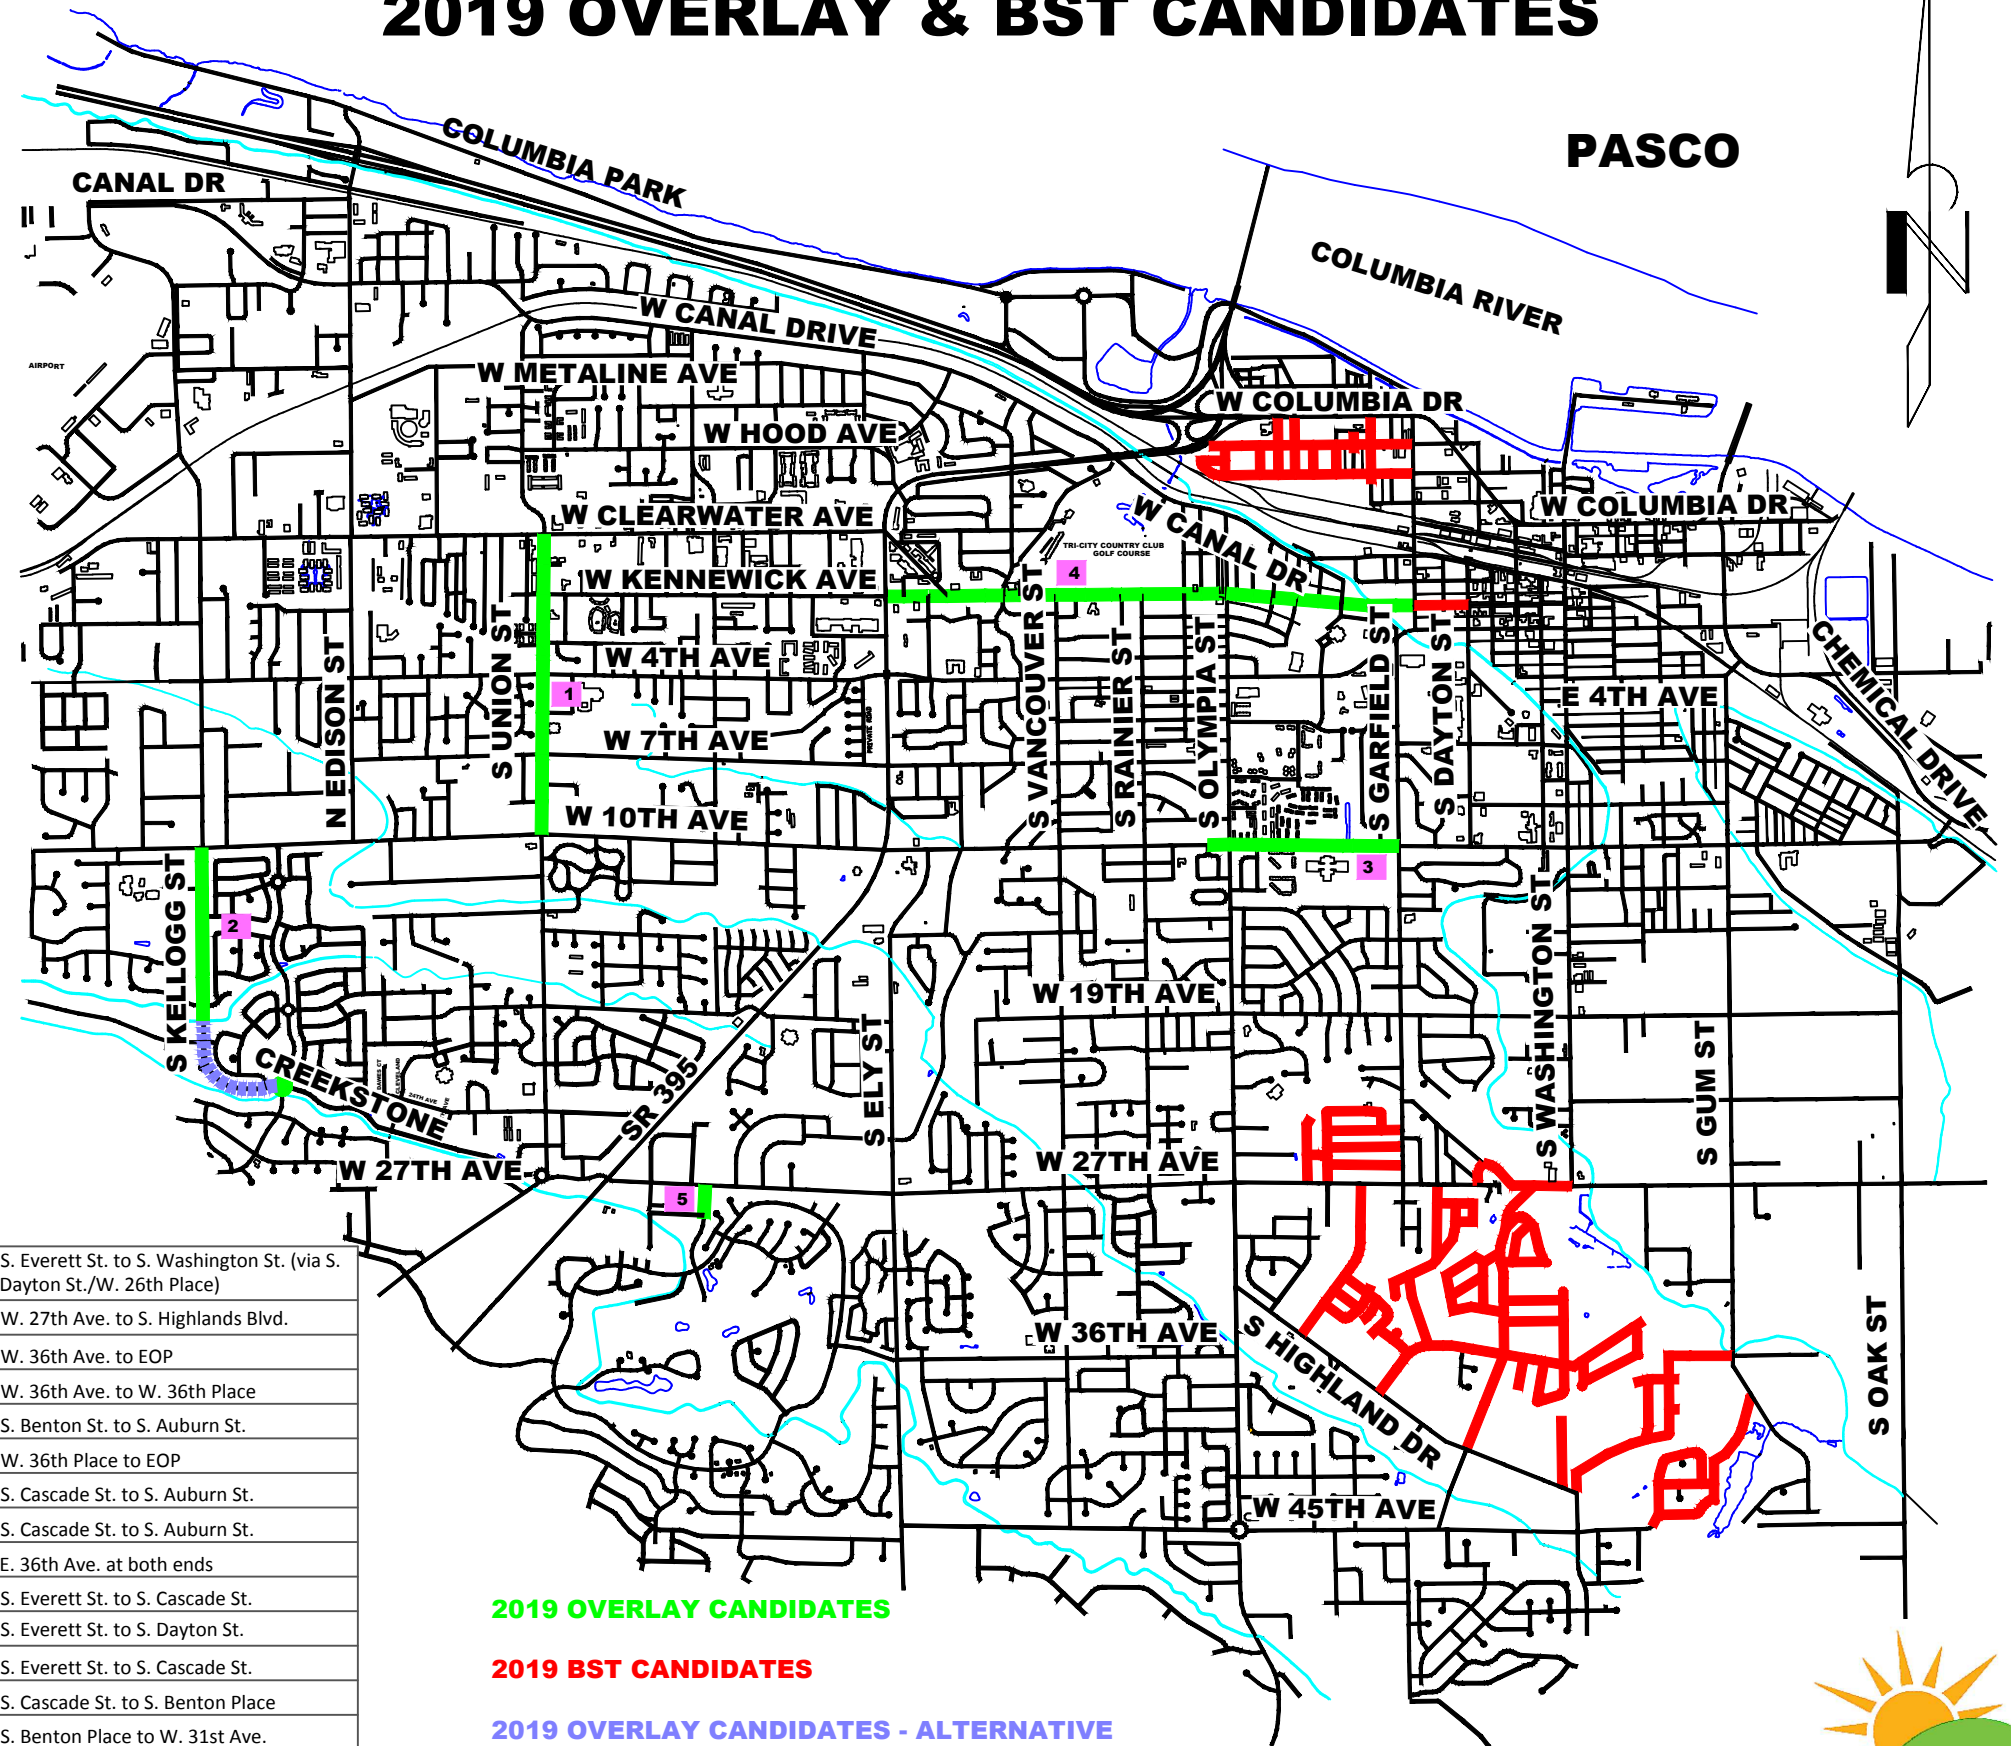 2019 OVERLAY & BST CANDIDATES
PASCO
COLUMBIA PARK
CANAL DR
COLUMBIA RIVER
W CANAL DRIVE
AIRPORT
W METALINE AVE
W COLUMBIA DR
W HOOD AVE
W CLEARWATER AVE
W CANAL DR
W COLUMBIA DR
TRI-CITY COUNTRY CLUB
GOLF COURSE
4
W KENNEWICK AVE
N EDISON ST
S UNION ST
W 4TH AVE
S VANCOUVER ST
S RAINIER ST
S OLYMPIA ST
S GARFIELD ST
S DAYTON ST
E 4TH AVE
CHEMICAL DRIVE
1
PRIVATE ROAD
W 7TH AVE
W 10TH AVE
3
S KELLOGG ST
2
S WASHINGTON ST
W 19TH AVE
S ELY ST
S GUM ST
CREEKSTONE
DAWES CT
CLEVELAND
24TH AVE
SR 395
W 27TH AVE
W 27TH AVE
5
W 36TH AVE
S HIGHLAND DR
S OAK ST
W 45TH AVE
S. Everett St. to S. Washington St. (via S.
Dayton St./W. 26th Place)
W. 27th Ave. to S. Highlands Blvd.
W. 36th Ave. to EOP
W. 36th Ave. to W. 36th Place
S. Benton St. to S. Auburn St.
W. 36th Place to EOP
S. Cascade St. to S. Auburn St.
S. Cascade St. to S. Auburn St.
E. 36th Ave. at both ends
S. Everett St. to S. Cascade St.
S. Everett St. to S. Dayton St.
S. Everett St. to S. Cascade St.
S. Cascade St. to S. Benton Place
S. Benton Place to W. 31st Ave.
2019 OVERLAY CANDIDATES
2019 BST CANDIDATES
2019 OVERLAY CANDIDATES - ALTERNATIVE